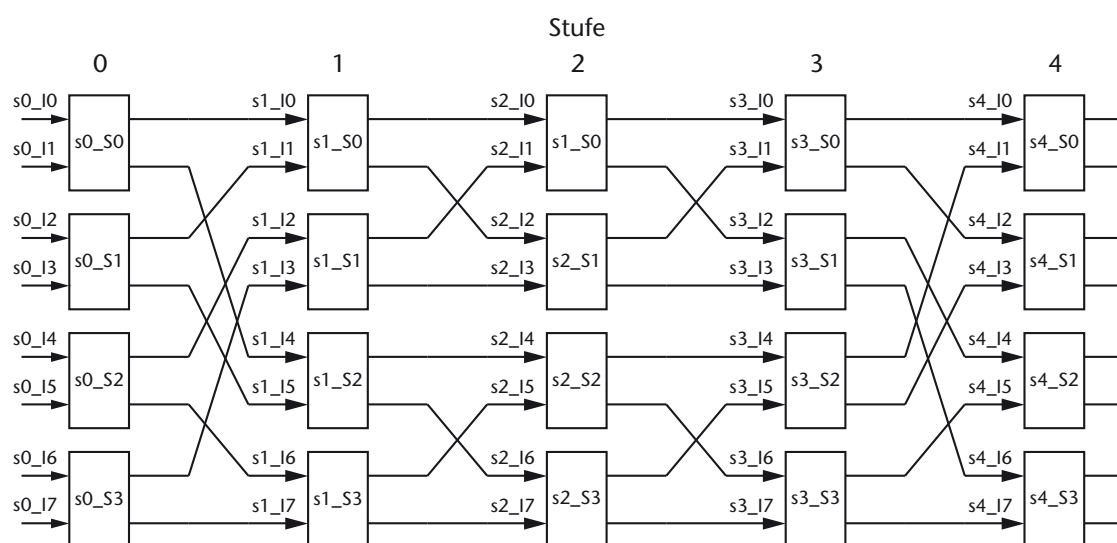 Stufe
0 1 2 3 4
s0_I0 s1_I0 s2_I0 s3_I0 s4_I0
s0_S0 s1_S0 s1_S0 s3_S0 s4_S0
s0_I1 s1_I1 s2_I1 s3_I1 s4_I1
s0_I2 s1_I2 s2_I2 s3_I2 s4_I2
s0_S1 s1_S1 s2_S1 s3_S1 s4_S1
s0_I3 s1_I3 s2_I3 s3_I3 s4_I3
s0_I4 s1_I4 s2_I4 s3_I4 s4_I4
s0_S2 s1_S2 s2_S2 s3_S2 s4_S2
s0_I5 s1_I5 s2_I5 s3_I5 s4_I5
s0_I6 s1_I6 s2_I6 s3_I6 s4_I6
s0_S3 s1_S3 s2_S3 s3_S3 s4_S3
s0_I7 s1_I7 s2_I7 s3_I7 s4_I7